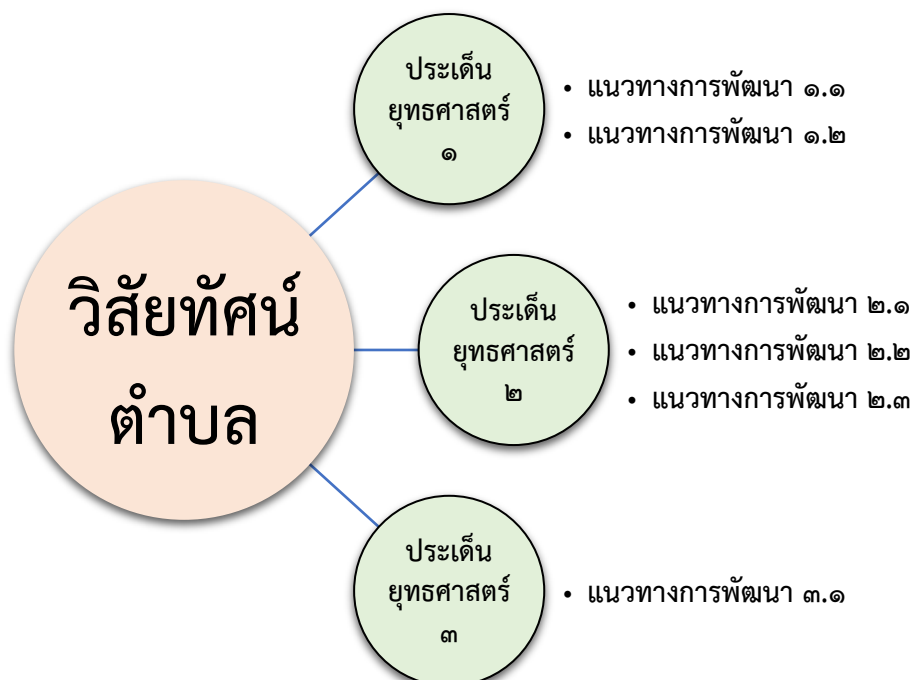 วิสัยทัศน์
ตำบล
ประเด็น
ยุทธศาสตร์
๑
• แนวทางการพัฒนา ๑.๑
• แนวทางการพัฒนา ๑.๒
ประเด็น
ยุทธศาสตร์
๒
• แนวทางการพัฒนา ๒.๑
• แนวทางการพัฒนา ๒.๒
• แนวทางการพัฒนา ๒.๓
ประเด็น
ยุทธศาสตร์
๓
• แนวทางการพัฒนา ๓.๑